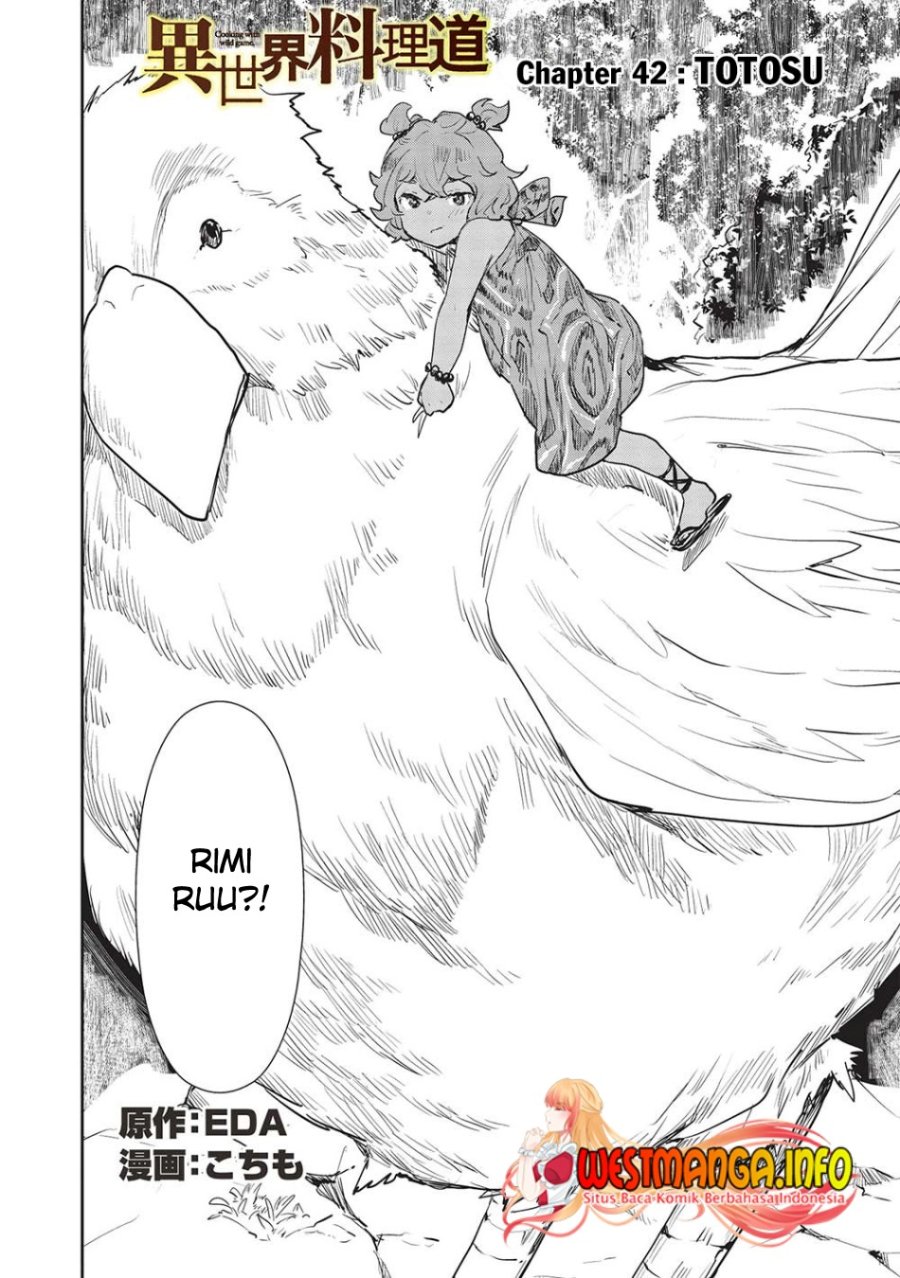 異世界料理道
Cooking with
wild game.
Chapter 42 : TOTOSU
RIMI
RUU?!
原作:EDA
漫画:こちも
WESTMANGA.INFO
Situs Baca Komik Berbahasa Indonesia